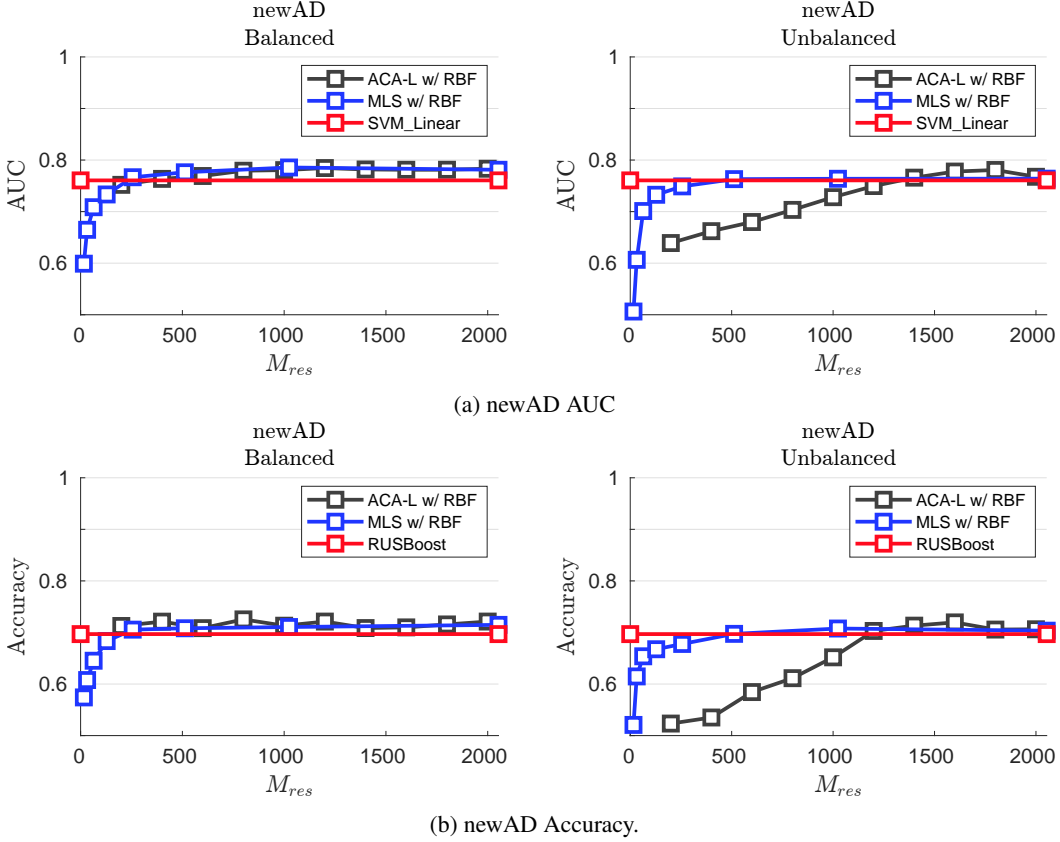 newAD
Balanced
1
0.8
0.6
AUC
ACA-L w/ RBF
MLS w/ RBF
SVM_Linear
0 500 1000 1500 2000
M_res
newAD
Unbalanced
1
0.8
0.6
AUC
ACA-L w/ RBF
MLS w/ RBF
SVM_Linear
0 500 1000 1500 2000
M_res
(a) newAD AUC
newAD
Balanced
1
0.8
0.6
Accuracy
ACA-L w/ RBF
MLS w/ RBF
RUSBoost
0 500 1000 1500 2000
M_res
newAD
Unbalanced
1
0.8
0.6
Accuracy
ACA-L w/ RBF
MLS w/ RBF
RUSBoost
0 500 1000 1500 2000
M_res
(b) newAD Accuracy.